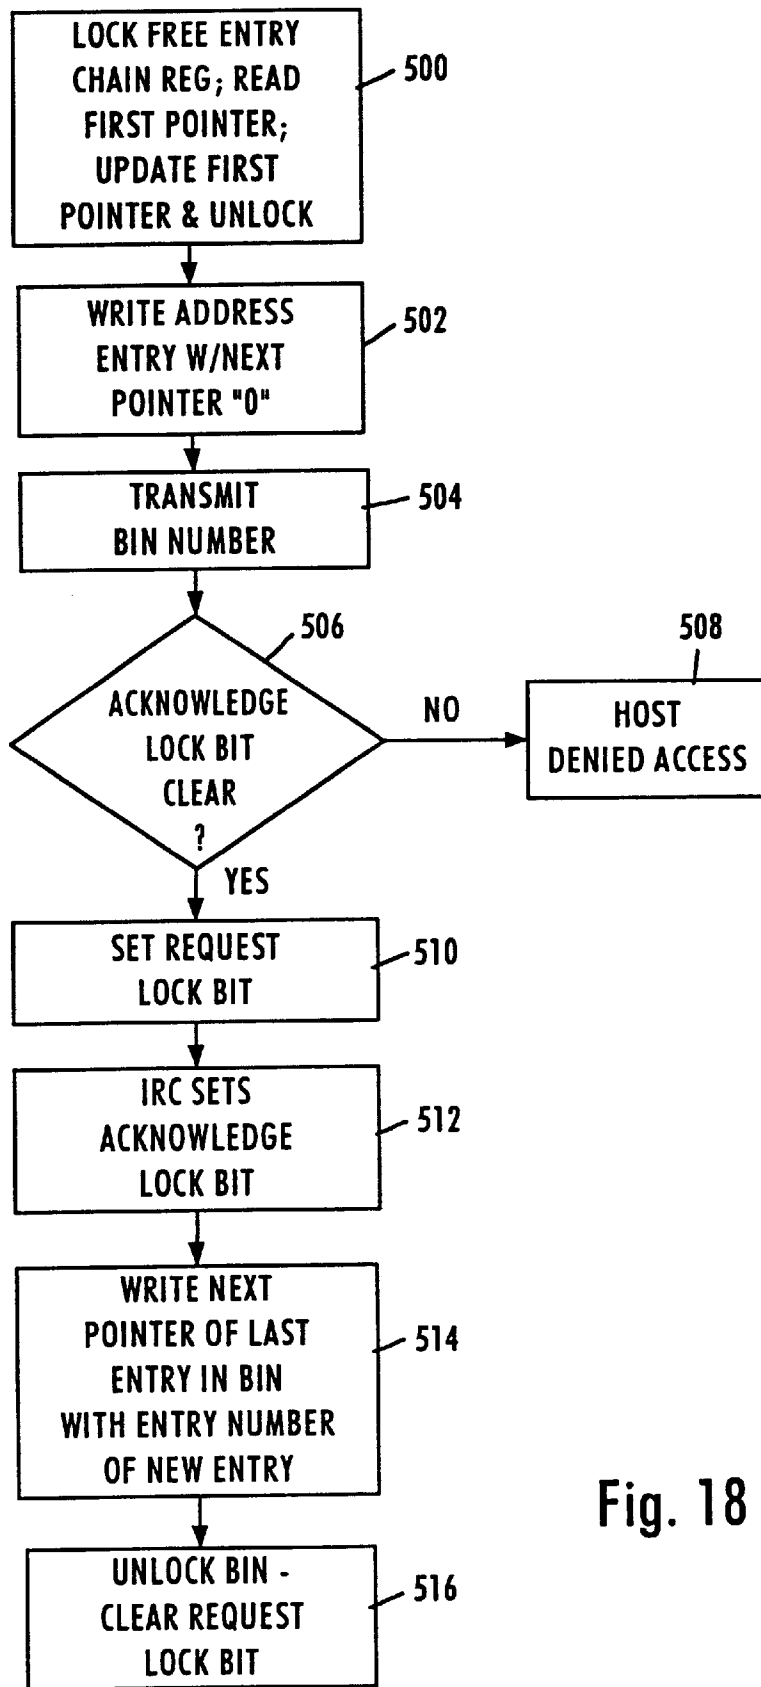 LOCK FREE ENTRY
CHAIN REG; READ
FIRST POINTER;
UPDATE FIRST
POINTER & UNLOCK
500
WRITE ADDRESS
ENTRY W/NEXT
POINTER "0"
502
TRANSMIT
BIN NUMBER
504
ACKNOWLEDGE
LOCK BIT
CLEAR
?
506
NO
HOST
DENIED ACCESS
508
YES
SET REQUEST
LOCK BIT
510
IRC SETS
ACKNOWLEDGE
LOCK BIT
512
WRITE NEXT
POINTER OF LAST
ENTRY IN BIN
WITH ENTRY NUMBER
OF NEW ENTRY
514
UNLOCK BIN -
CLEAR REQUEST
LOCK BIT
516
Fig. 18